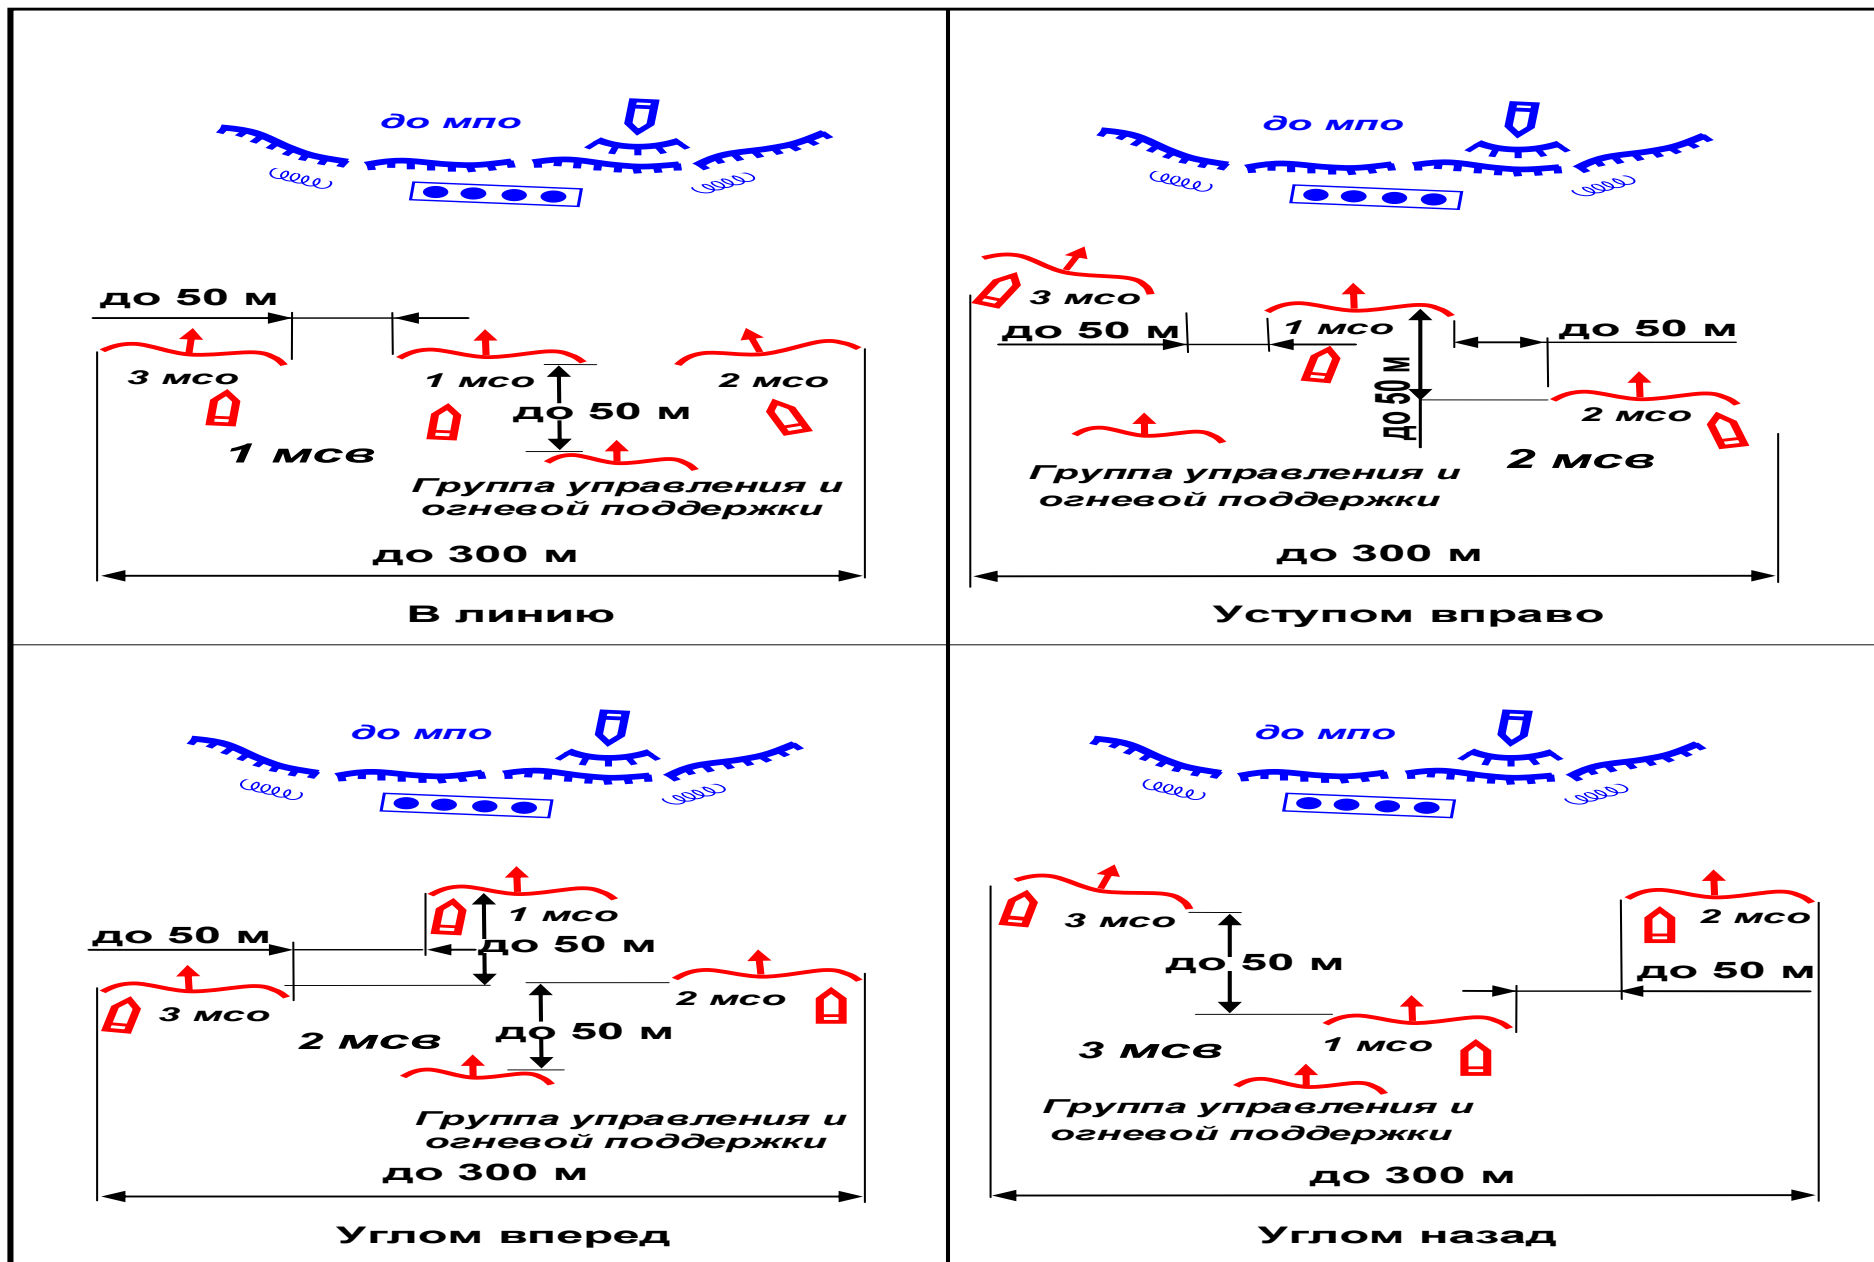 до мпо
до 50 м
3 мсо
1 мсо
2 мсо
до 50 м
1 мсв
Группа управления и
огневой поддержки
до 300 м
В линию
до мпо
3 мсо
до 50 м
1 мсо
до 50 м
до 50 м
2 мсо
2 мсв
Группа управления и
огневой поддержки
до 300 м
Уступом вправо
до мпо
1 мсо
до 50 м
до 50 м
2 мсо
3 мсо
до 50 м
2 мсв
Группа управления и
огневой поддержки
до 300 м
Углом вперед
до мпо
3 мсо
2 мсо
до 50 м
до 50 м
3 мсв
1 мсо
Группа управления и
огневой поддержки
до 300 м
Углом назад